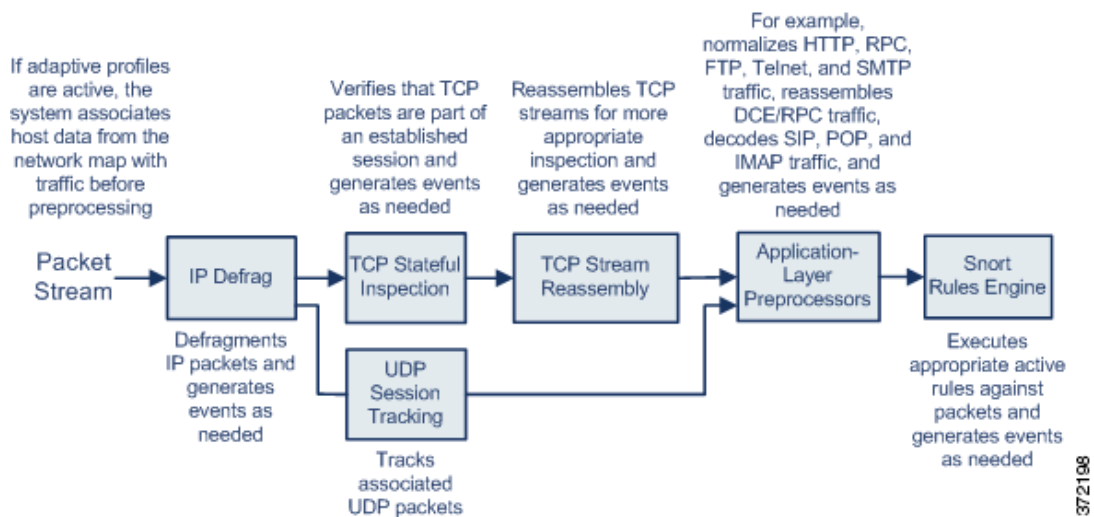 If adaptive profiles
are active, the
system associates
host data from the
network map with
traffic before
preprocessing
Verifies that TCP
packets are part of
an established
session and
generates events
as needed
Reassembles TCP
streams for more
appropriate
inspection and
generates events
as needed
For example,
normalizes HTTP, RPC,
FTP, Telnet, and SMTP
traffic, reassembles
DCE/RPC traffic,
decodes SIP, POP, and
IMAP traffic, and
generates events as
needed
Packet
Stream
IP Defrag
TCP Stateful
Inspection
TCP Stream
Reassembly
Application-
Layer
Preprocessors
Snort
Rules Engine
Defragments
IP packets and
generates
events as
needed
UDP
Session
Tracking
Tracks
associated
UDP packets
Executes
appropriate active
rules against
packets and
generates events
as needed
372198